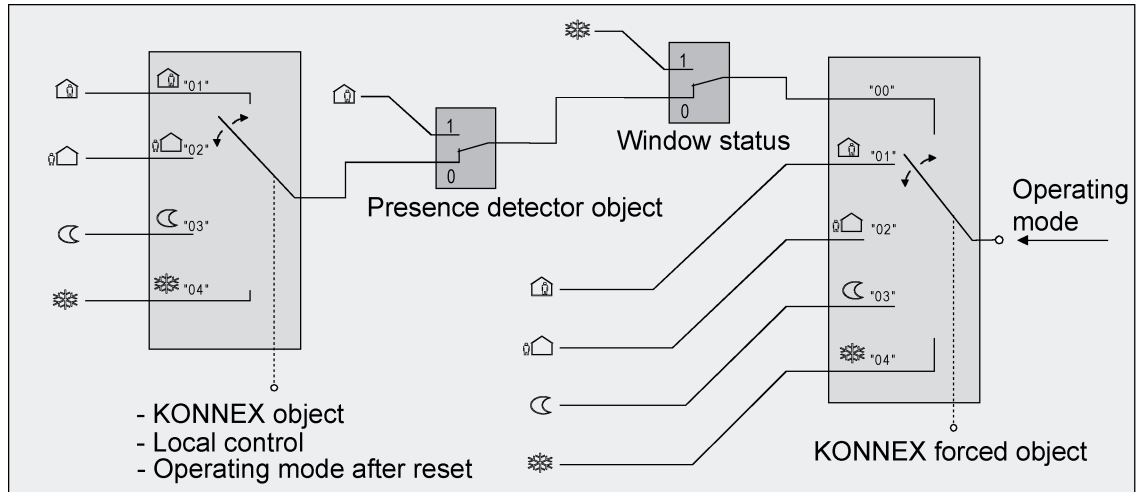 "01"
"02"
"03"
"04"
- KONNEX object
- Local control
- Operating mode after reset
1
0
Presence detector object
1
0
Window status
"00"
"01"
"02"
"03"
"04"
KONNEX forced object
Operating
mode